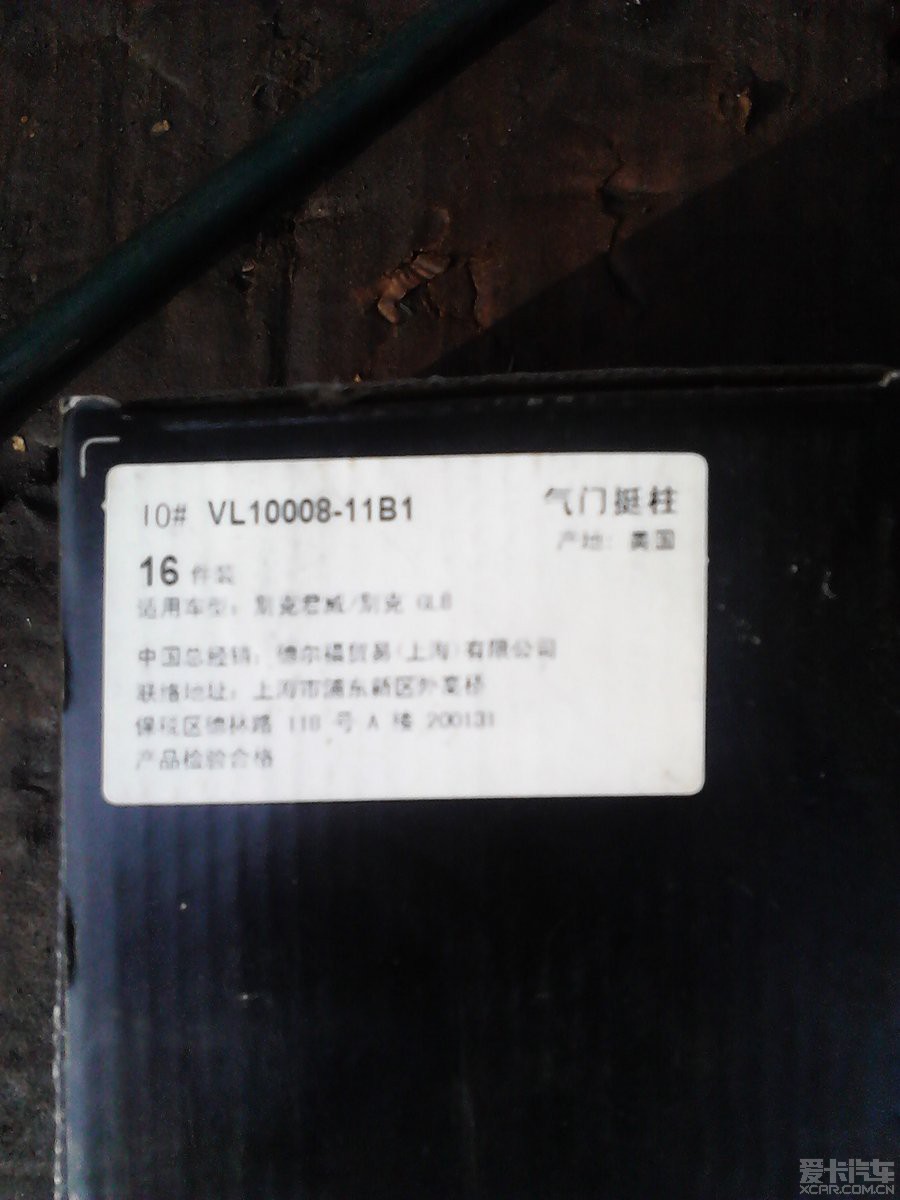 10# VL10008-11B1 气门挺柱
产地: 美国
16 件装
适用车型: 别克君威/别克 GL8
中国总经销: 德尔福贸易(上海)有限公司
联络地址: 上海市浦东新区外高桥
保税区德林路 118 号 A 楼 200131
产品检验合格
爱卡汽车
XCAR.COM.CN